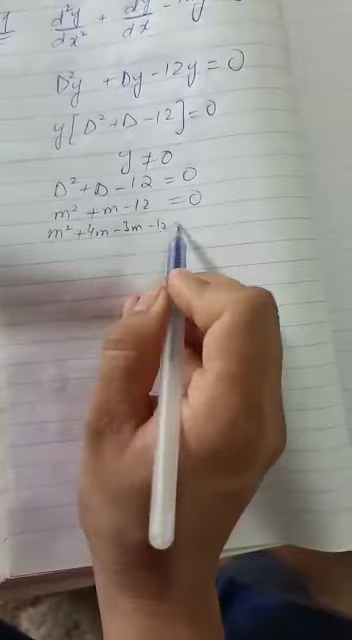 d²y/dx² + dy/dx -
D²y + Dy - 12y = 0
y[D² + D - 12] = 0
y ≠ 0
D² + D - 12 = 0
m² + m - 12 = 0
m² + 4m - 3m - 12